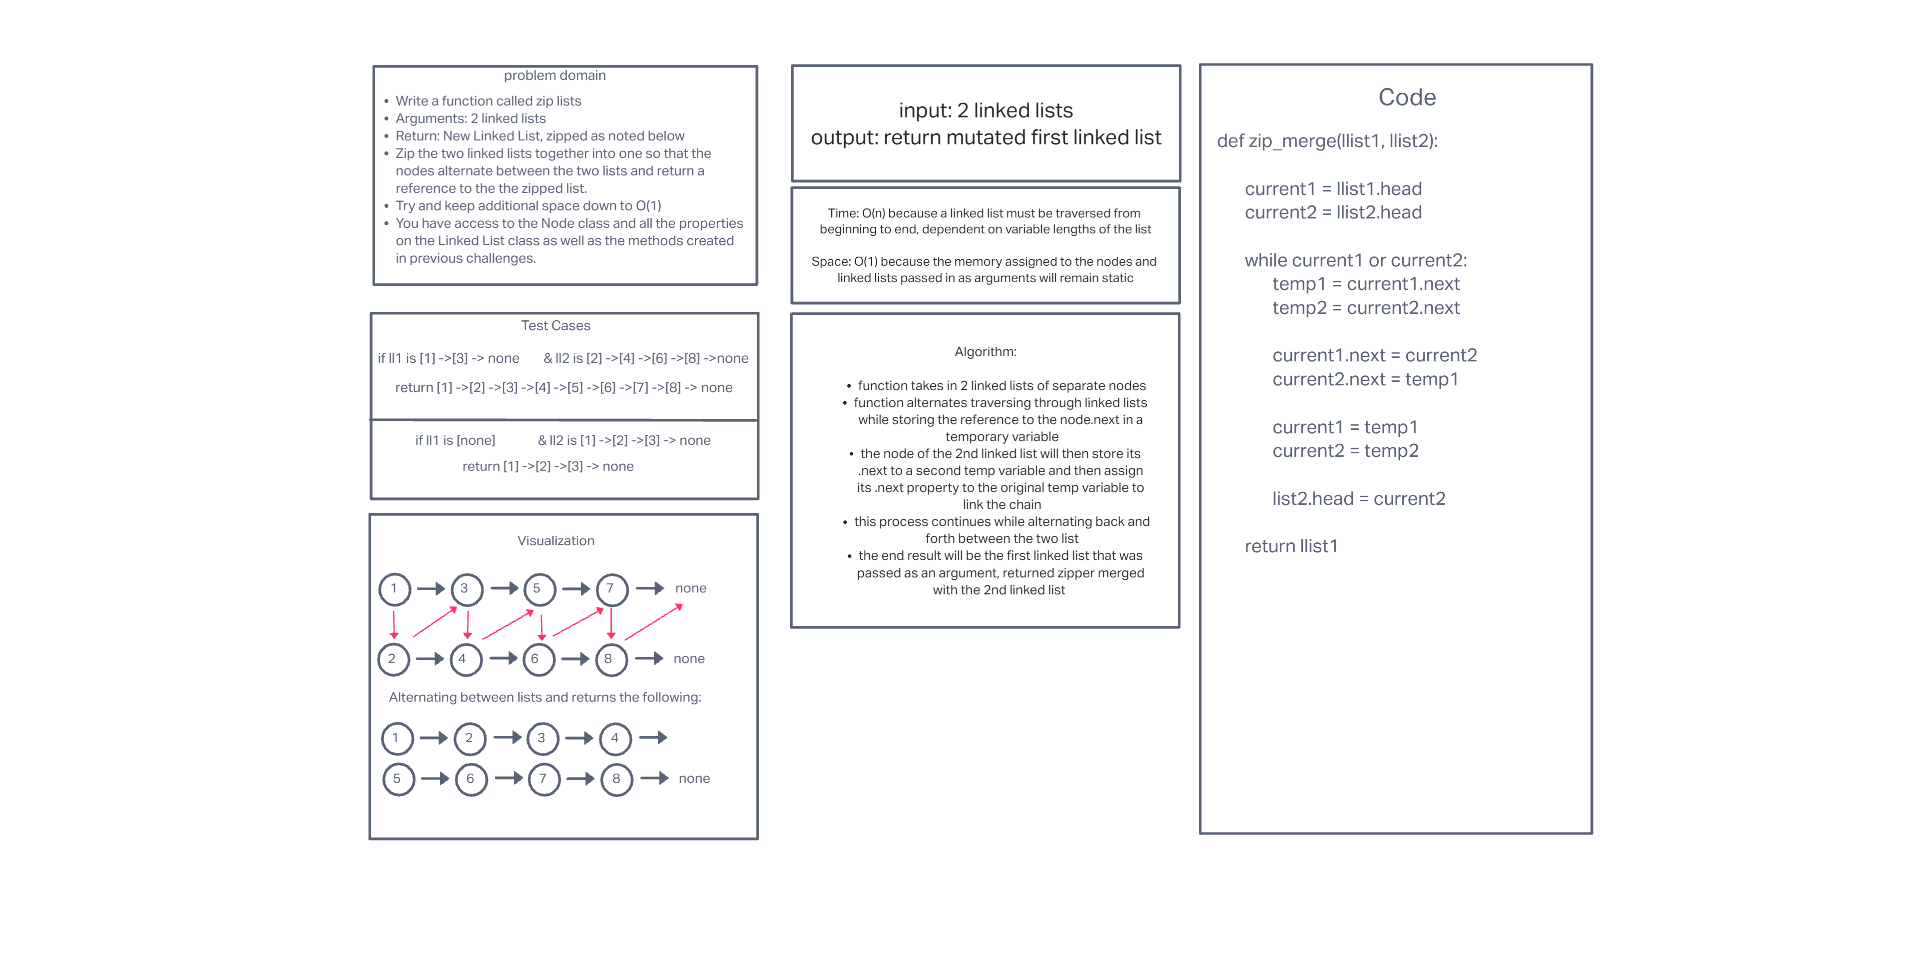 problem domain
• Write a function called zip lists
• Arguments: 2 linked lists
• Return: New Linked List, zipped as noted below
• Zip the two linked lists together into one so that the
nodes alternate between the two lists and return a
reference to the the zipped list.
• Try and keep additional space down to O(1)
• You have access to the Node class and all the properties
on the Linked List class as well as the methods created
in previous challenges.
Test Cases
if ll1 is [1] ->[3] -> none & ll2 is [2] ->[4] ->[6] ->[8] ->none
return [1] ->[2] ->[3] ->[4] ->[5] ->[6] ->[7] ->[8] -> none
if ll1 is [none] & ll2 is [1] ->[2] ->[3] -> none
return [1] ->[2] ->[3] -> none
Visualization
1 3 5 7 none
2 4 6 8 none
Alternating between lists and returns the following:
1 2 3 4
5 6 7 8 none
input: 2 linked lists
output: return mutated first linked list
Time: O(n) because a linked list must be traversed from
beginning to end, dependent on variable lengths of the list
Space: O(1) because the memory assigned to the nodes and
linked lists passed in as arguments will remain static
Algorithm:
• function takes in 2 linked lists of separate nodes
• function alternates traversing through linked lists
while storing the reference to the node.next in a
temporary variable
• the node of the 2nd linked list will then store its
.next to a second temp variable and then assign
its .next property to the original temp variable to
link the chain
• this process continues while alternating back and
forth between the two list
• the end result will be the first linked list that was
passed as an argument, returned zipper merged
with the 2nd linked list
Code
def zip_merge(llist1, llist2):
current1 = llist1.head
current2 = llist2.head
while current1 or current2:
temp1 = current1.next
temp2 = current2.next
current1.next = current2
current2.next = temp1
current1 = temp1
current2 = temp2
list2.head = current2
return llist1